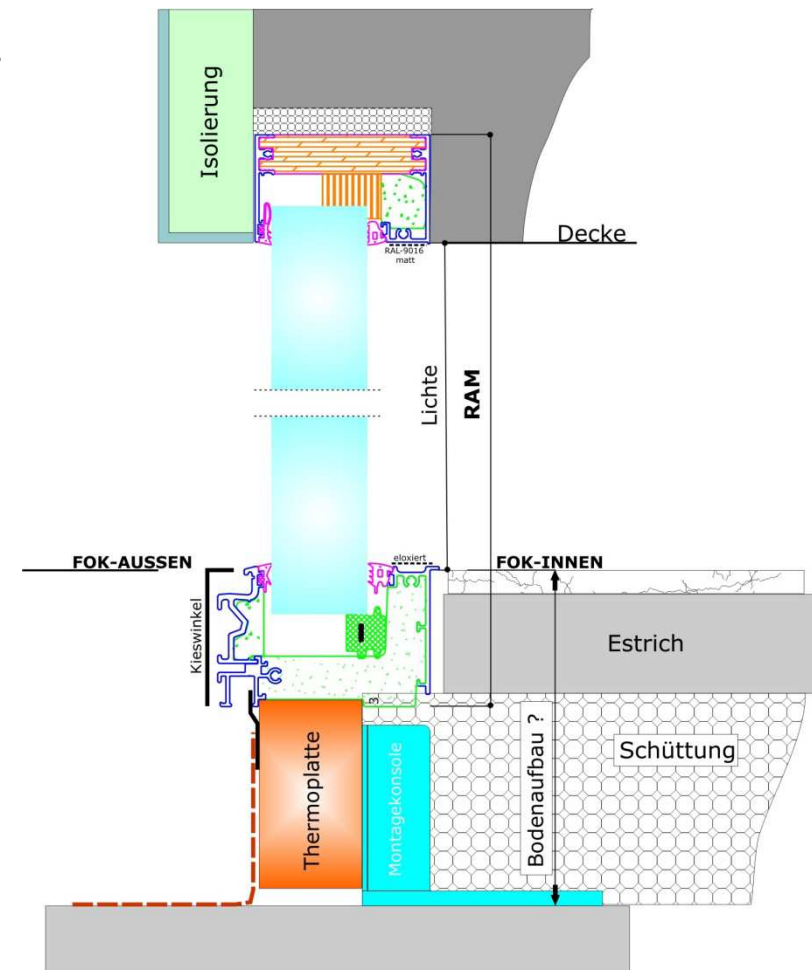 Isolierung
Decke
RAL-9016
matt
Lichte
RAM
FOK-AUSSEN
eloxiert
FOK-INNEN
Kieswinkel
Estrich
3
Thermoplatte
Montagekonsole
Bodenaufbau ?
Schüttung